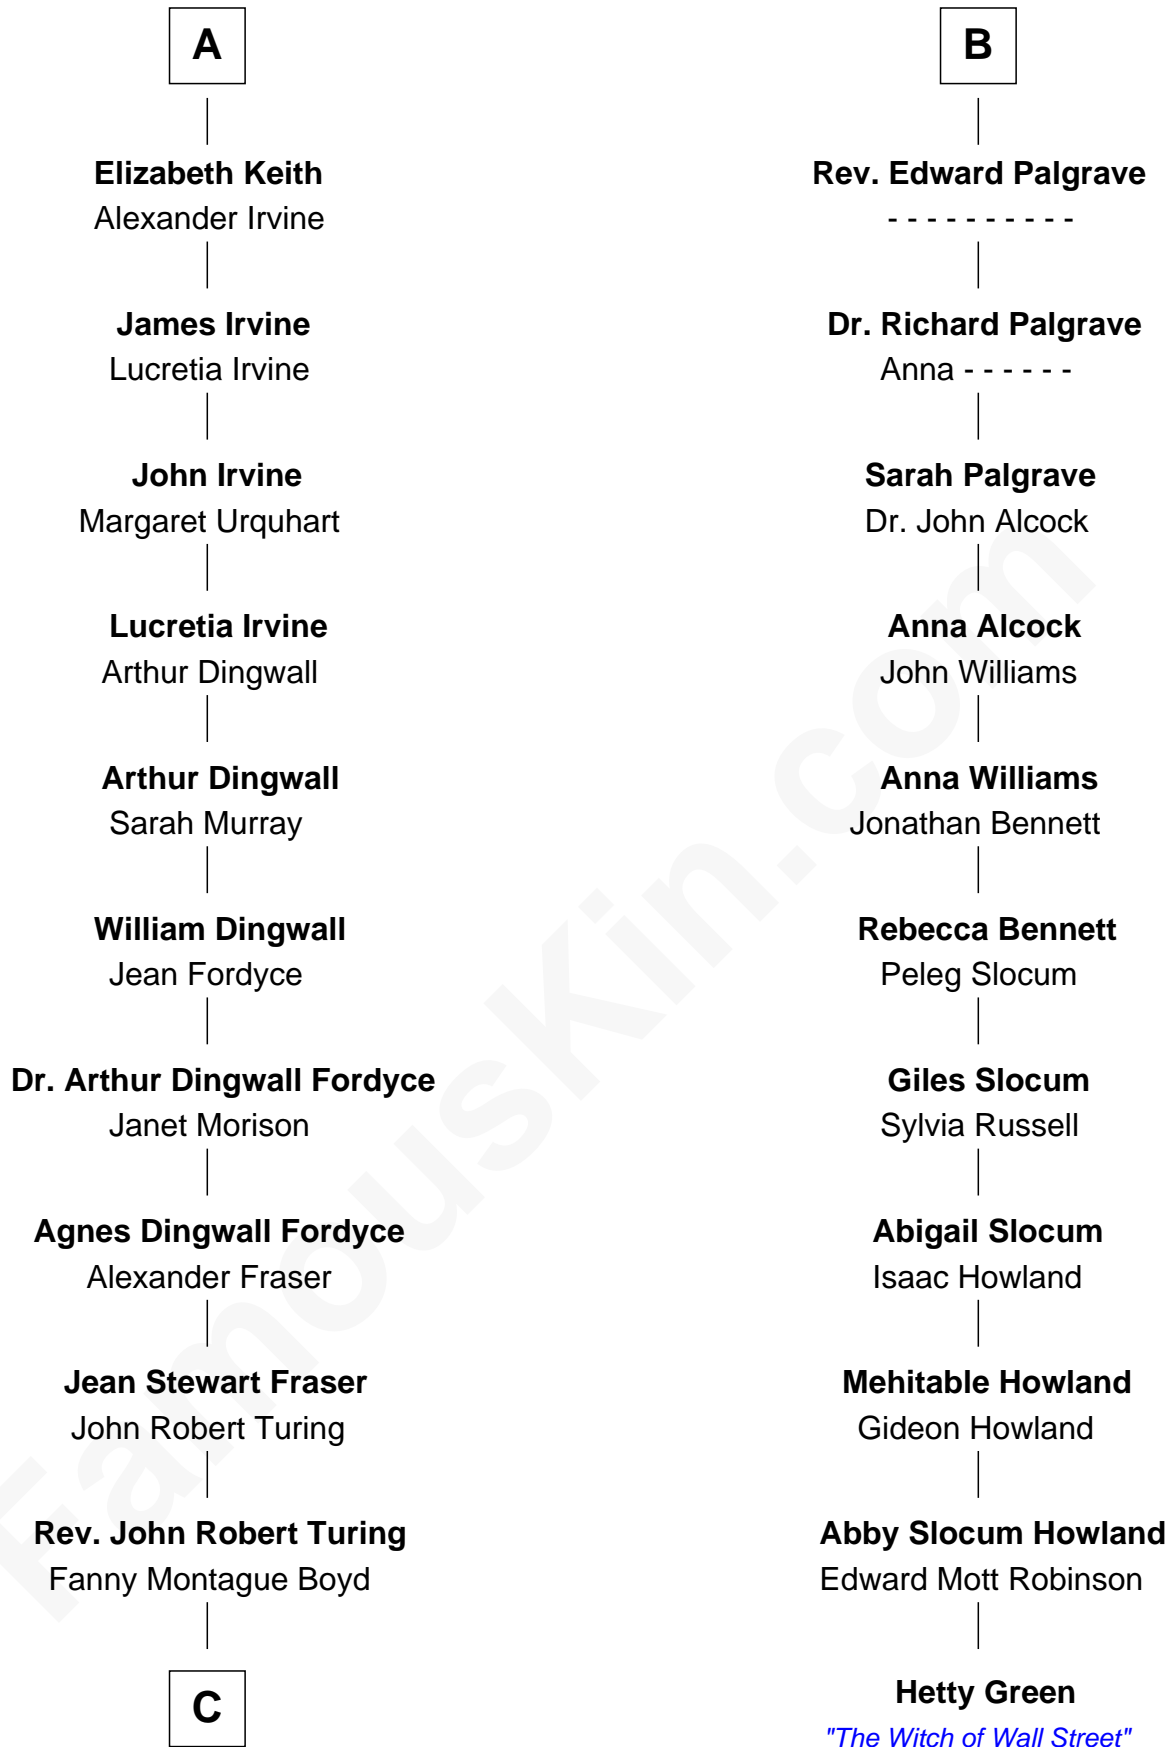 A
Elizabeth Keith
Alexander Irvine
James Irvine
Lucretia Irvine
John Irvine
Margaret Urquhart
Lucretia Irvine
Arthur Dingwall
Arthur Dingwall
Sarah Murray
William Dingwall
Jean Fordyce
Dr. Arthur Dingwall Fordyce
Janet Morison
Agnes Dingwall Fordyce
Alexander Fraser
Jean Stewart Fraser
John Robert Turing
Rev. John Robert Turing
Fanny Montague Boyd
C
B
Rev. Edward Palgrave
- - - - - - - - - -
Dr. Richard Palgrave
Anna - - - - - -
Sarah Palgrave
Dr. John Alcock
Anna Alcock
John Williams
Anna Williams
Jonathan Bennett
Rebecca Bennett
Peleg Slocum
Giles Slocum
Sylvia Russell
Abigail Slocum
Isaac Howland
Mehitable Howland
Gideon Howland
Abby Slocum Howland
Edward Mott Robinson
Hetty Green
"The Witch of Wall Street"
FamousKin.com